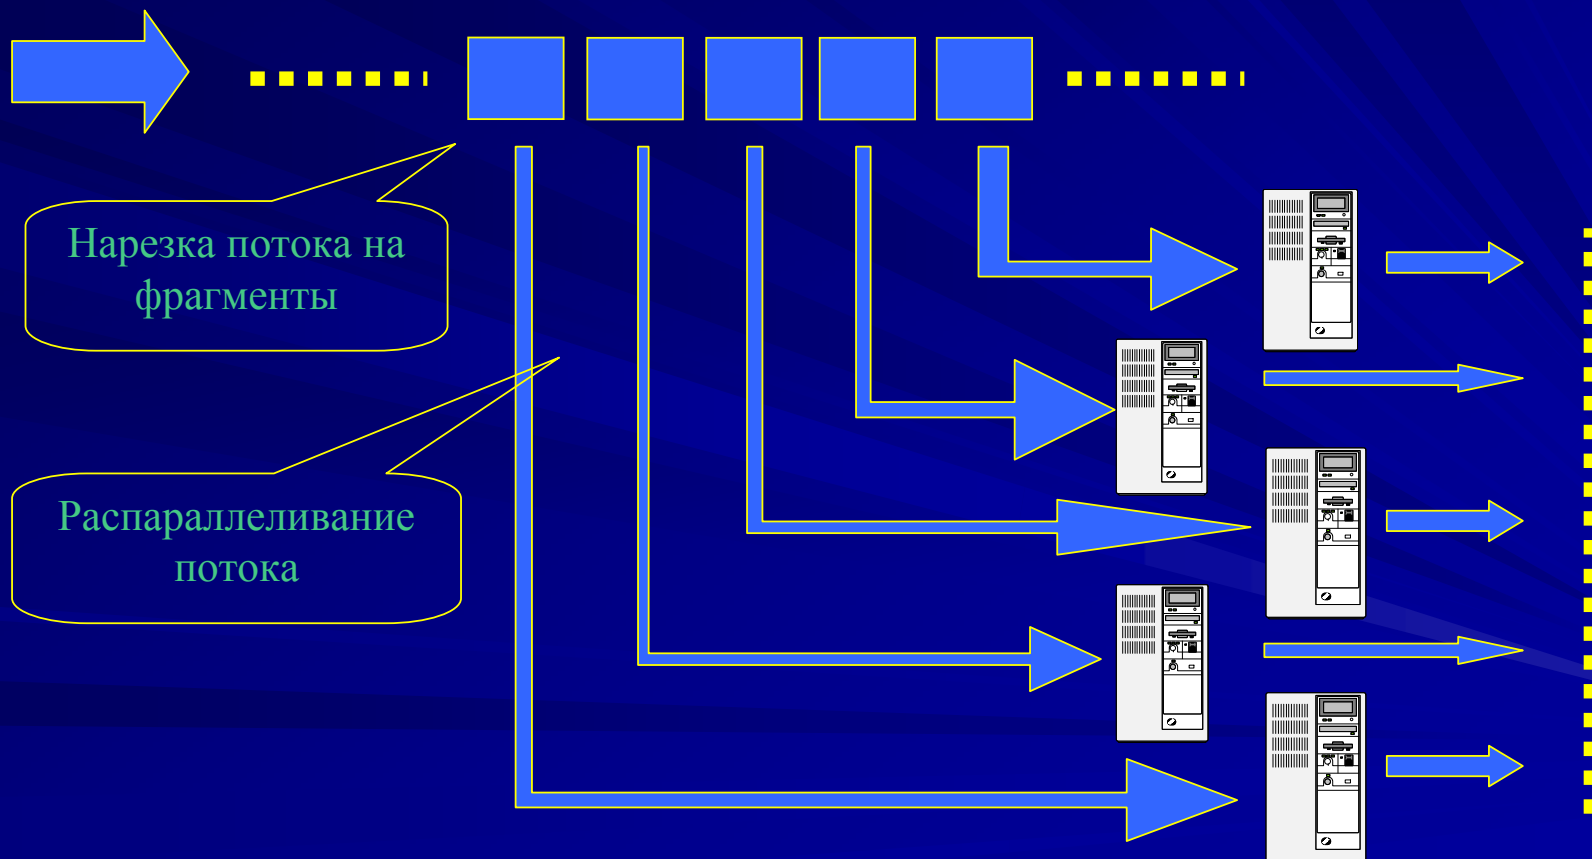 Нарезка потока на
фрагменты
Распараллеливание
потока